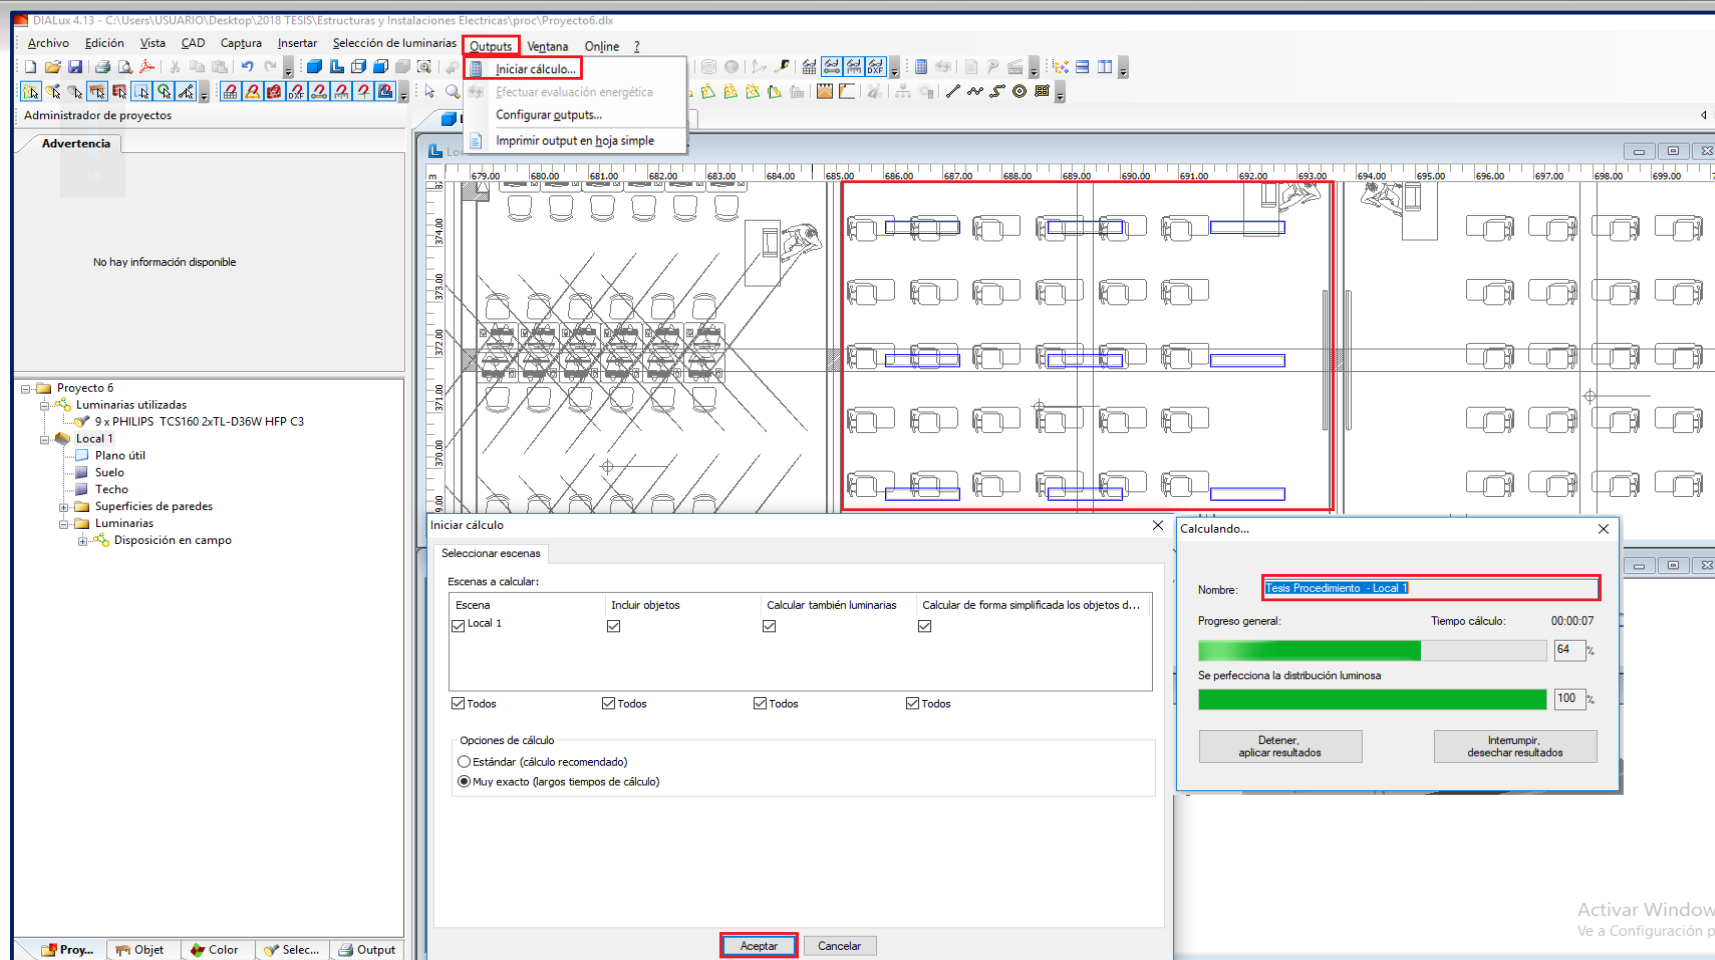 DIALux 4.13 - C:\Users\USUARIO\Desktop\2018 TESIS\Estructuras y Instalaciones Electricas\proc\Proyecto6.dlx
Archivo Edición Vista CAD Captura Insertar Selección de luminarias Outputs Ventana Online ?
Iniciar cálculo...
Efectuar evaluación energética
Configurar outputs...
Imprimir output en hoja simple
Administrador de proyectos
Advertencia
No hay información disponible
m 679.00 680.00 681.00 682.00 683.00 684.00 685.00 686.00 687.00 688.00 689.00 690.00 691.00 692.00 693.00 694.00 695.00 696.00 697.00 698.00 699.00
374.00
373.00
372.00
371.00
370.00
Proyecto 6
Luminarias utilizadas
9 x PHILIPS TCS160 2xTL-D36W HFP C3
Local 1
Plano útil
Suelo
Techo
Superficies de paredes
Luminarias
Disposición en campo
Proy... Objet Color Selec... Output
Iniciar cálculo
Seleccionar escenas
Escenas a calcular:
Escena Incluir objetos Calcular también luminarias Calcular de forma simplificada los objetos d...
Local 1
Todos Todos Todos Todos
Opciones de cálculo
Estándar (cálculo recomendado)
Muy exacto (largos tiempos de cálculo)
Aceptar Cancelar
Calculando...
Nombre: Tesis Procedimiento - Local 1
Progreso general: Tiempo cálculo: 00:00:07
64 %
Se perfecciona la distribución luminosa
100 %
Detener, aplicar resultados
Interrumpir, desechar resultados
Activar Window
Ve a Configuración p